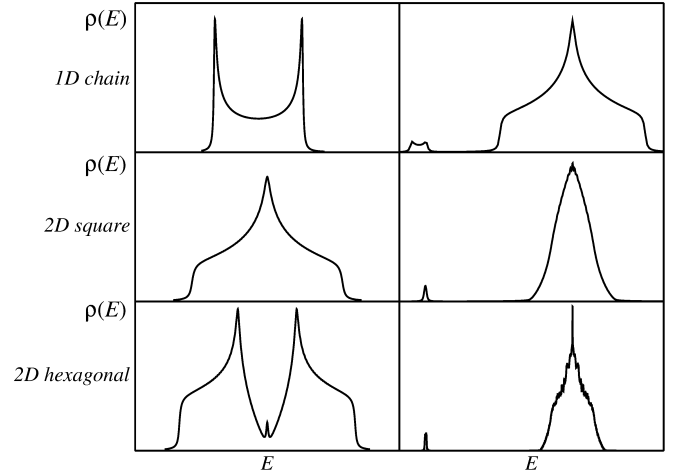 ρ(E)
1D chain
ρ(E)
2D square
ρ(E)
2D hexagonal
E E